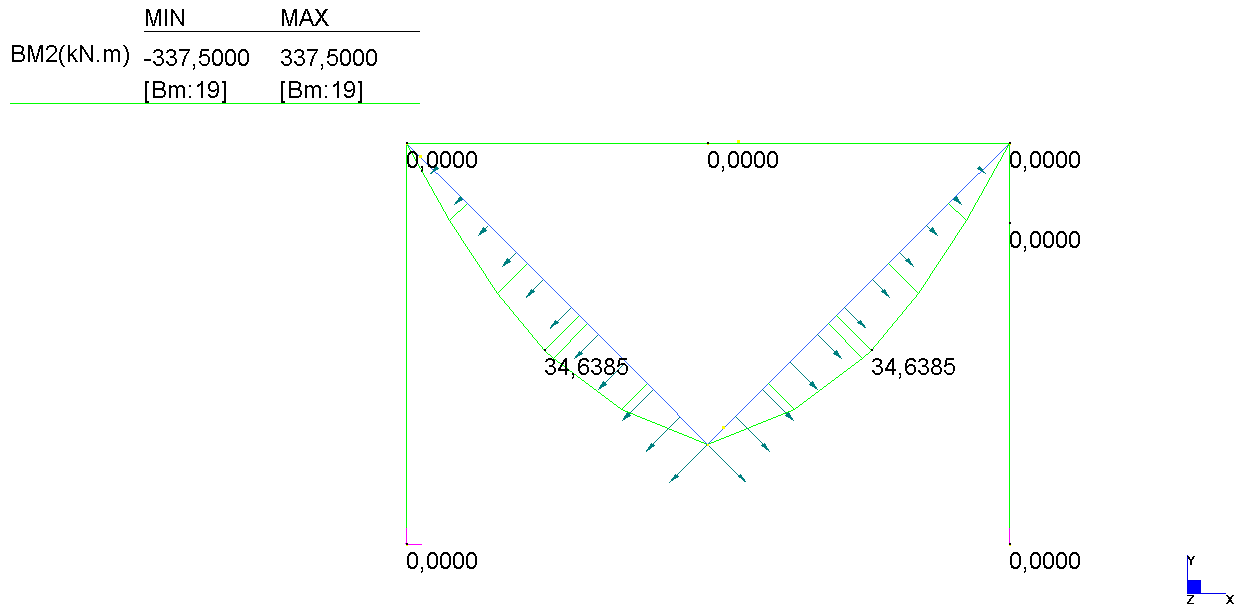 MIN MAX
BM2(kN.m) -337,5000 337,5000
[Bm:19] [Bm:19]
0,0000 0,0000 0,0000
0,0000
34,6385 34,6385
0,0000 0,0000
Y
Z X